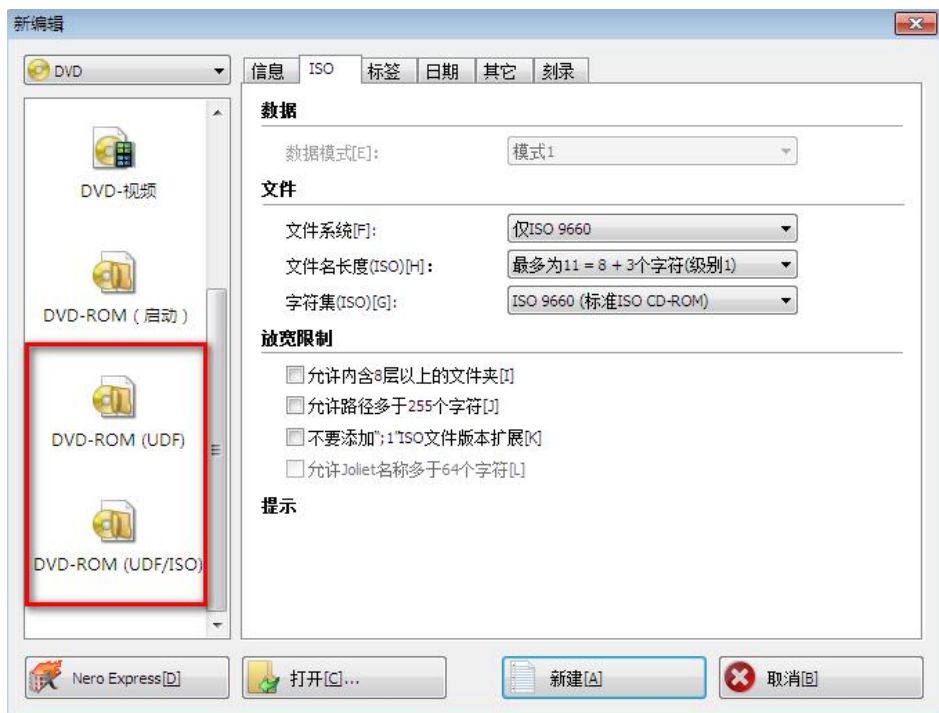 新编辑
DVD
信息
ISO
标签
日期
其它
刻录
DVD-视频
DVD-ROM(启动)
DVD-ROM (UDF)
DVD-ROM (UDF/ISO)
数据
数据模式[E]: 模式1
文件
文件系统[F]: 仅ISO 9660
文件名长度(ISO)[H]: 最多为11 = 8 + 3个字符(级别1)
字符集(ISO)[G]: ISO 9660 (标准ISO CD-ROM)
放宽限制
允许内含8层以上的文件夹[I]
允许路径多于255个字符[J]
不要添加";1"ISO文件版本扩展[K]
允许Joliet名称多于64个字符[L]
提示
Nero Express[D]
打开[C]...
新建[A]
取消[B]